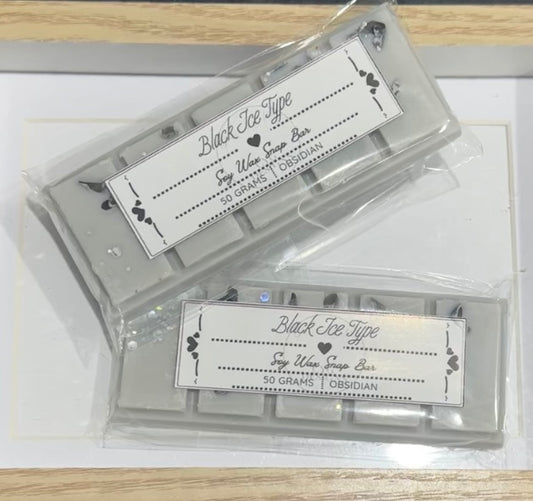 Black Ice Type
Soy Wax Snap Bar
50 GRAMS OBSIDIAN
Black Ice Type
Soy Wax Snap Bar
50 GRAMS OBSIDIAN